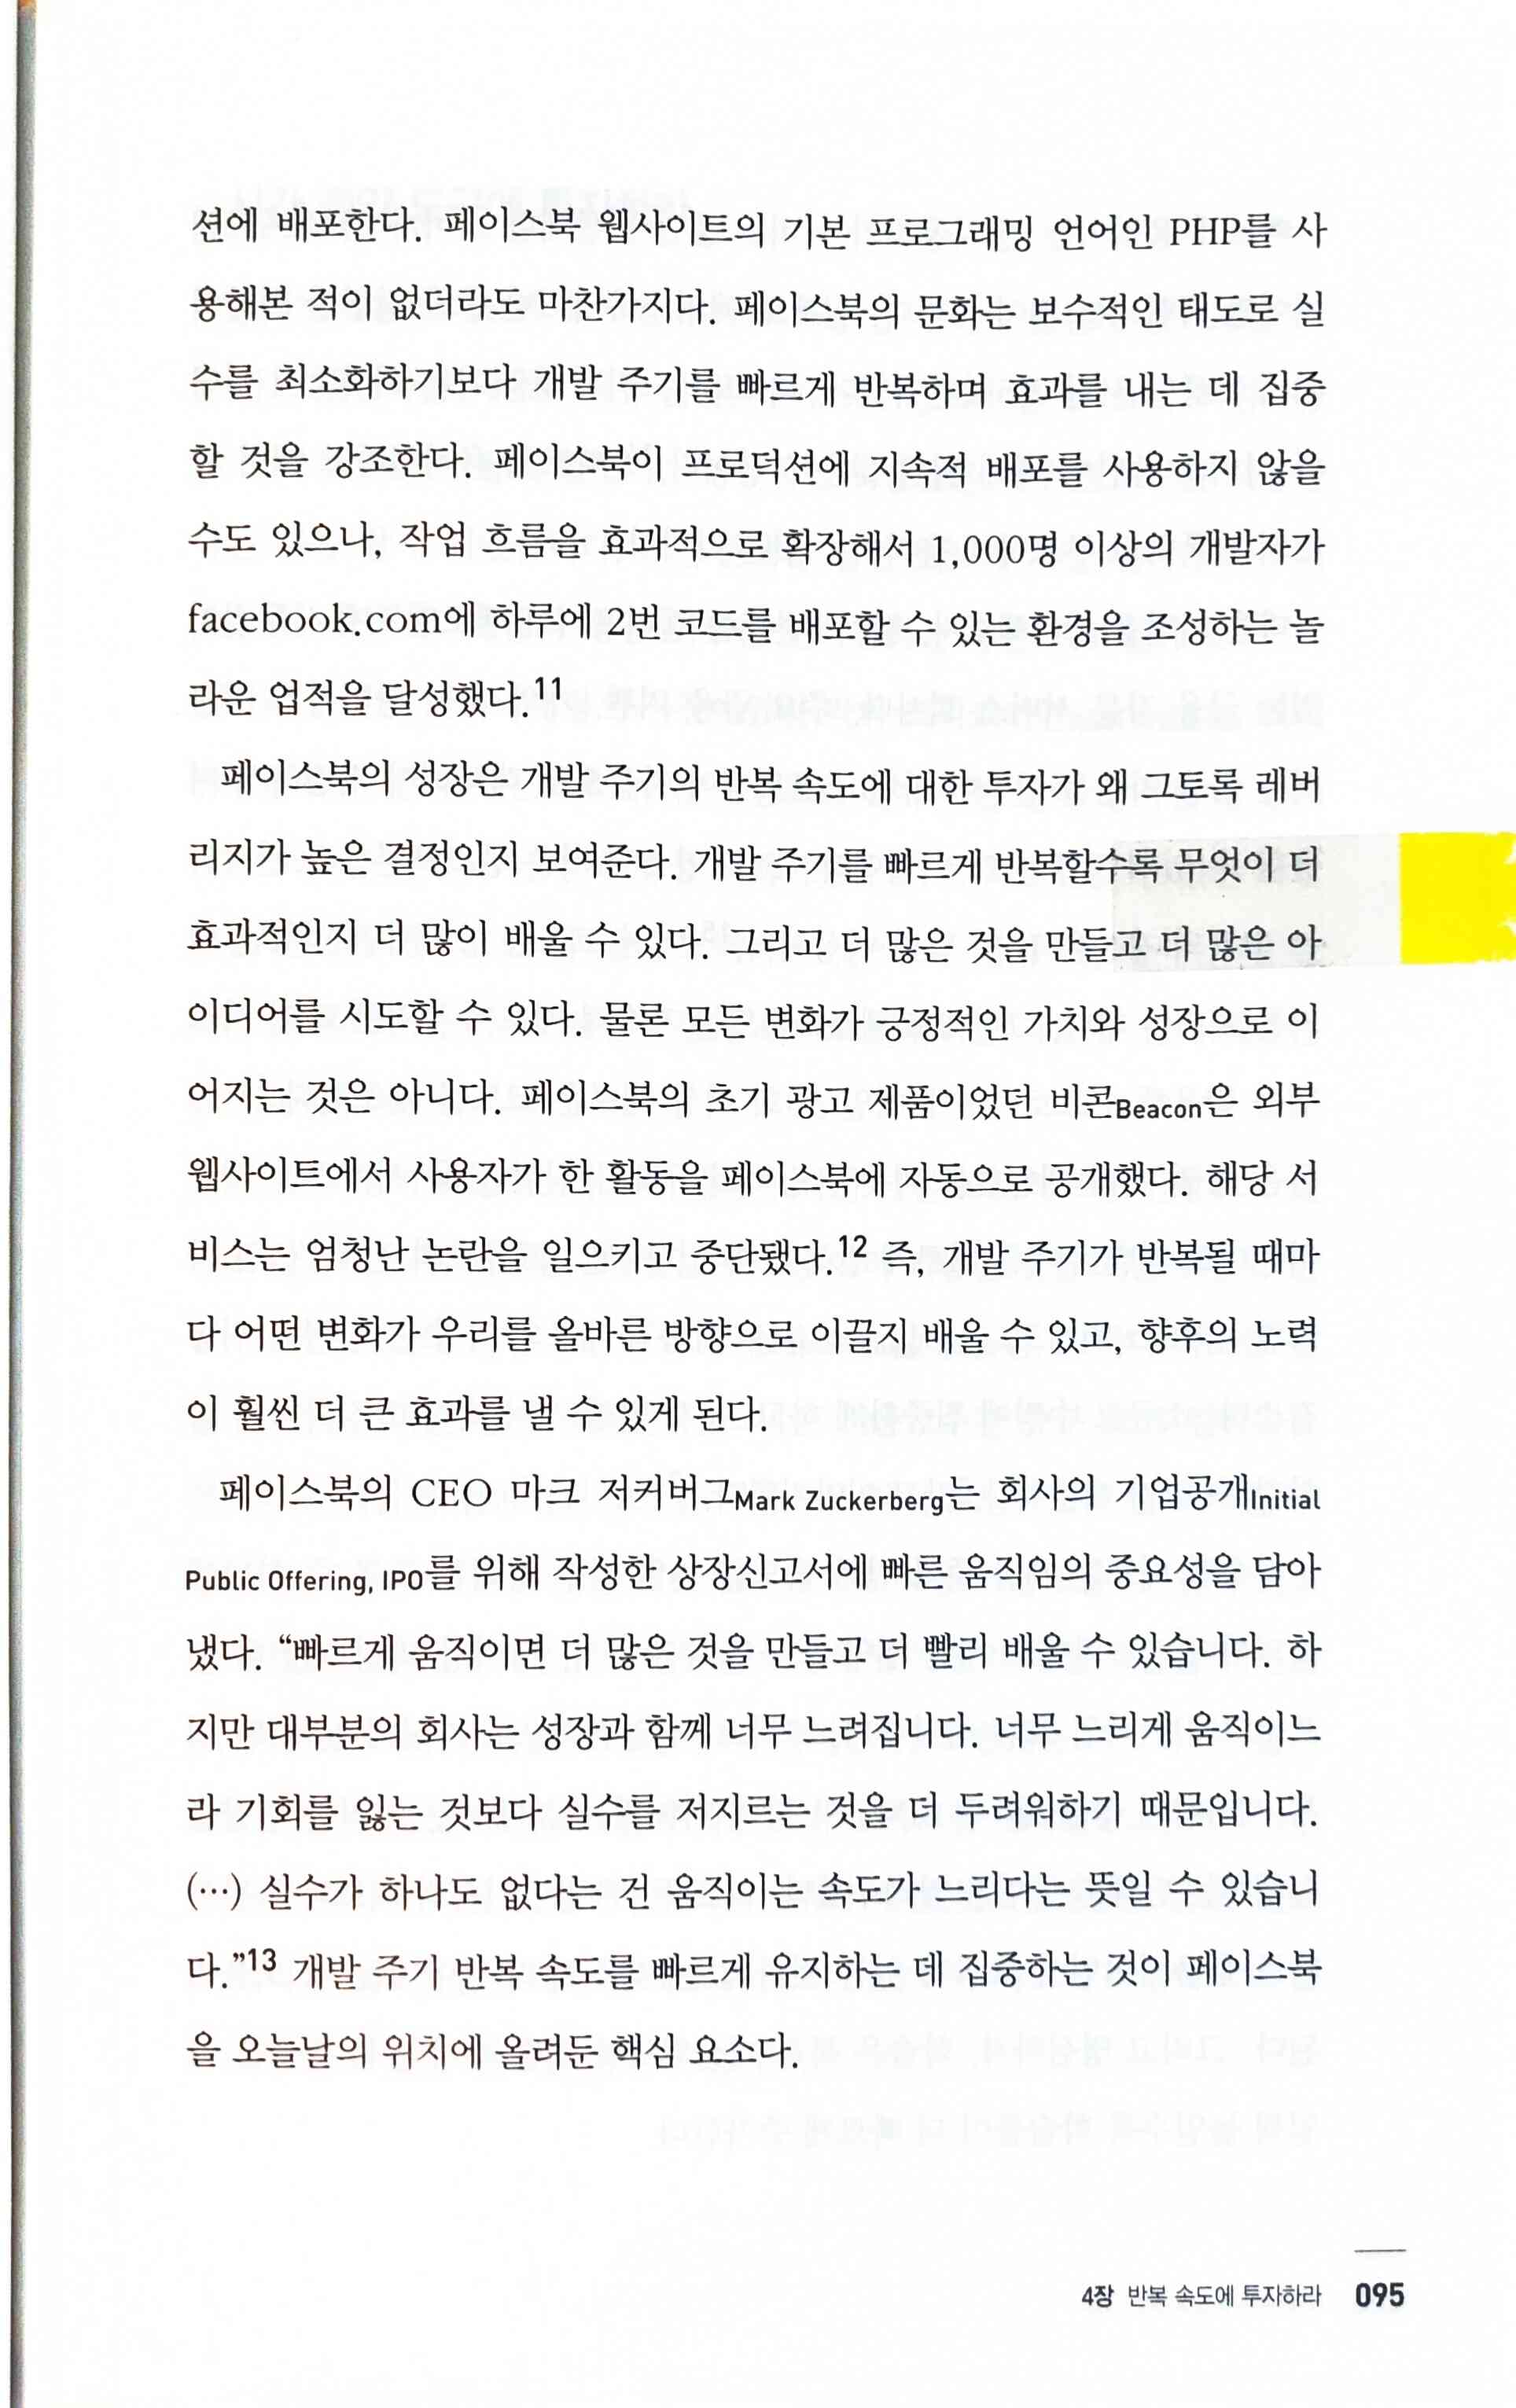 션에 배포한다. 페이스북 웹사이트의 기본 프로그래밍 언어인 PHP를 사
용해본 적이 없더라도 마찬가지다. 페이스북의 문화는 보수적인 태도로 실
수를 최소화하기보다 개발 주기를 빠르게 반복하며 효과를 내는 데 집중
할 것을 강조한다. 페이스북이 프로덕션에 지속적 배포를 사용하지 않을
수도 있으나, 작업 흐름을 효과적으로 확장해서 1,000명 이상의 개발자가
facebook.com에 하루에 2번 코드를 배포할 수 있는 환경을 조성하는 놀
라운 업적을 달성했다.11
페이스북의 성장은 개발 주기의 반복 속도에 대한 투자가 왜 그토록 레버
리지가 높은 결정인지 보여준다. 개발 주기를 빠르게 반복할수록 무엇이 더
효과적인지 더 많이 배울 수 있다. 그리고 더 많은 것을 만들고 더 많은 아
이디어를 시도할 수 있다. 물론 모든 변화가 긍정적인 가치와 성장으로 이
어지는 것은 아니다. 페이스북의 초기 광고 제품이었던 비콘Beacon은 외부
웹사이트에서 사용자가 한 활동을 페이스북에 자동으로 공개했다. 해당 서
비스는 엄청난 논란을 일으키고 중단됐다.12 즉, 개발 주기가 반복될 때마
다 어떤 변화가 우리를 올바른 방향으로 이끌지 배울 수 있고, 향후의 노력
이 훨씬 더 큰 효과를 낼 수 있게 된다.
페이스북의 CEO 마크 저커버그Mark Zuckerberg는 회사의 기업공개Initial
Public Offering, IPO를 위해 작성한 상장신고서에 빠른 움직임의 중요성을 담아
냈다. “빠르게 움직이면 더 많은 것을 만들고 더 빨리 배울 수 있습니다. 하
지만 대부분의 회사는 성장과 함께 너무 느려집니다. 너무 느리게 움직이느
라 기회를 잃는 것보다 실수를 저지르는 것을 더 두려워하기 때문입니다.
(…) 실수가 하나도 없다는 건 움직이는 속도가 느리다는 뜻일 수 있습니
다.”13 개발 주기 반복 속도를 빠르게 유지하는 데 집중하는 것이 페이스북
을 오늘날의 위치에 올려둔 핵심 요소다.
4장 반복 속도에 투자하라 095